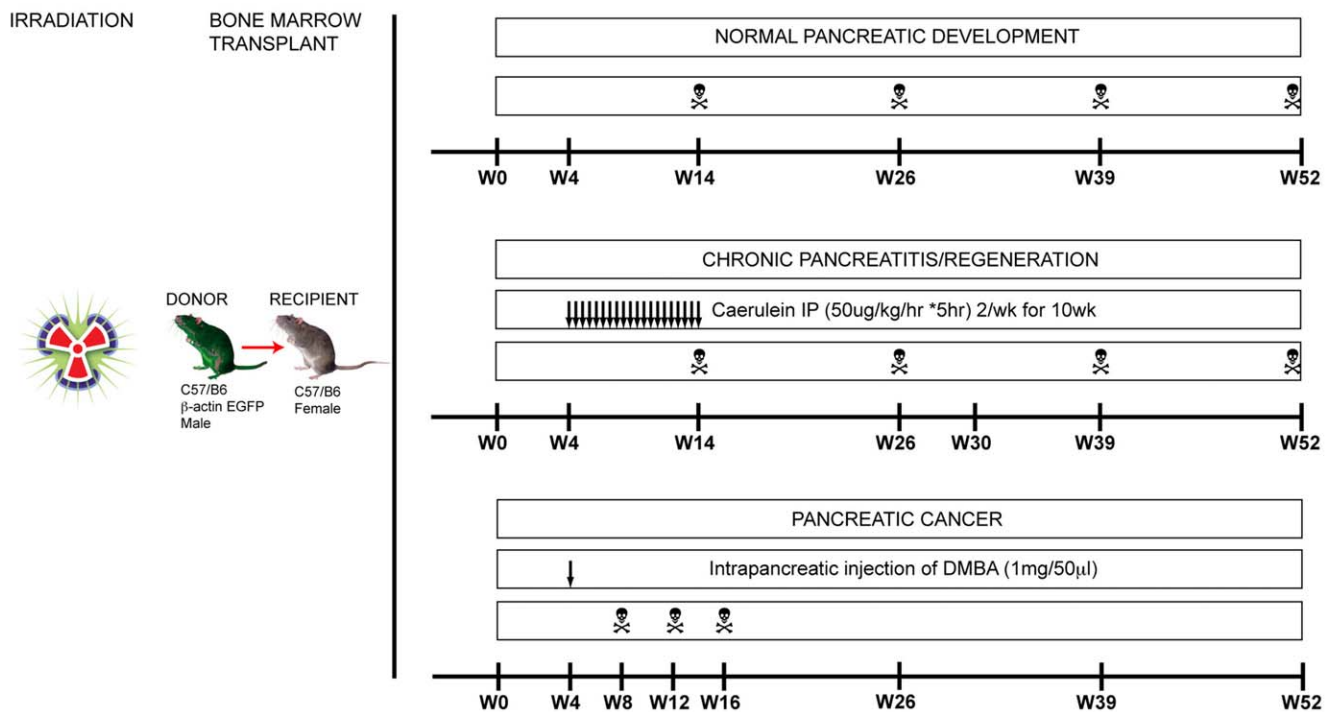 IRRADIATION
BONE MARROW
TRANSPLANT
NORMAL PANCREATIC DEVELOPMENT
W0 W4 W14 W26 W39 W52
CHRONIC PANCREATITIS/REGENERATION
Caerulein IP (50ug/kg/hr *5hr) 2/wk for 10wk
DONOR
RECIPIENT
C57/B6
β-actin EGFP
Male
C57/B6
Female
W0 W4 W14 W26 W30 W39 W52
PANCREATIC CANCER
Intrapancreatic injection of DMBA (1mg/50μl)
W0 W4 W8 W12 W16 W26 W39 W52